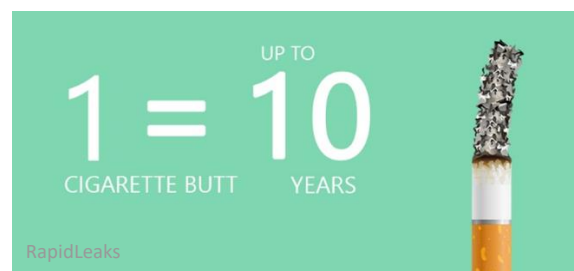 UP TO
1 = 10
CIGARETTE BUTT YEARS
RapidLeaks